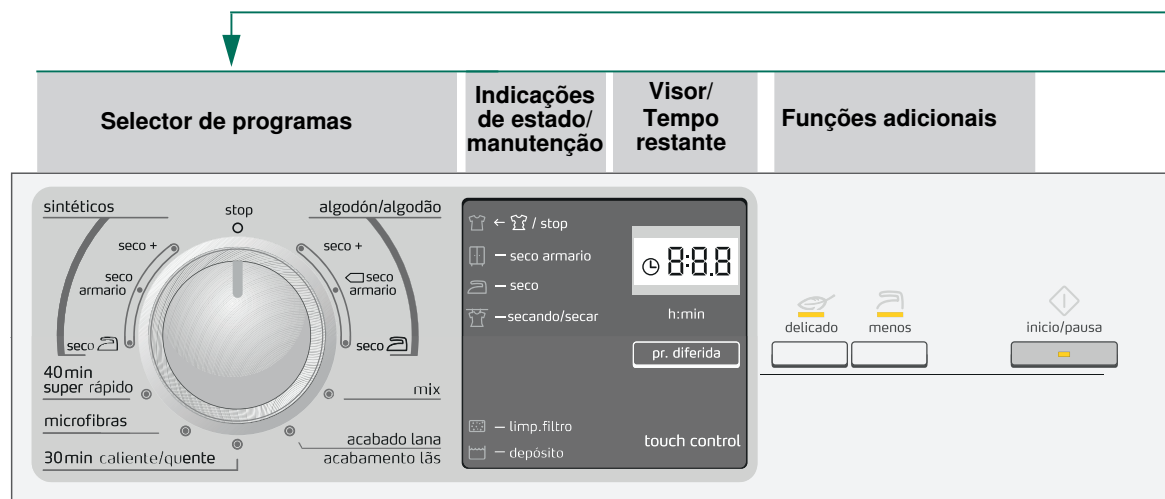 Selector de programas
Indicações
de estado/
manutenção
Visor/
Tempo
restante
Funções adicionais
sintéticos
stop
algodón/algodão
seco +
seco
armario
seco
seco +
seco
armario
seco
40 min
super rápido
microfibras
30 min caliente/quente
mix
acabado lana
acabamento lãs
← / stop
– seco armario
– seco
–secando/secar
– limp.filtro
– depósito
8:8.8
h:min
pr. diferida
touch control
delicado
menos
inicio/pausa